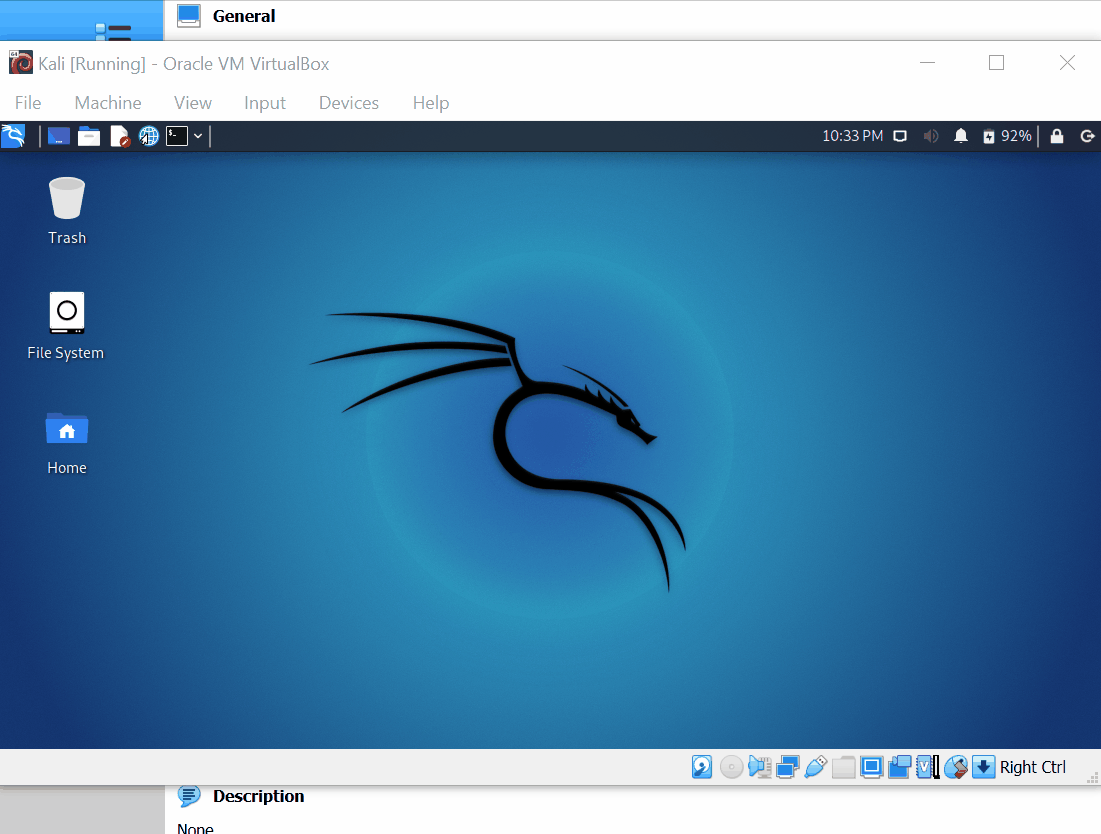 General
Kali [Running] - Oracle VM VirtualBox
File Machine View Input Devices Help
10:33 PM 92%
Trash
File System
Home
Right Ctrl
Description
None